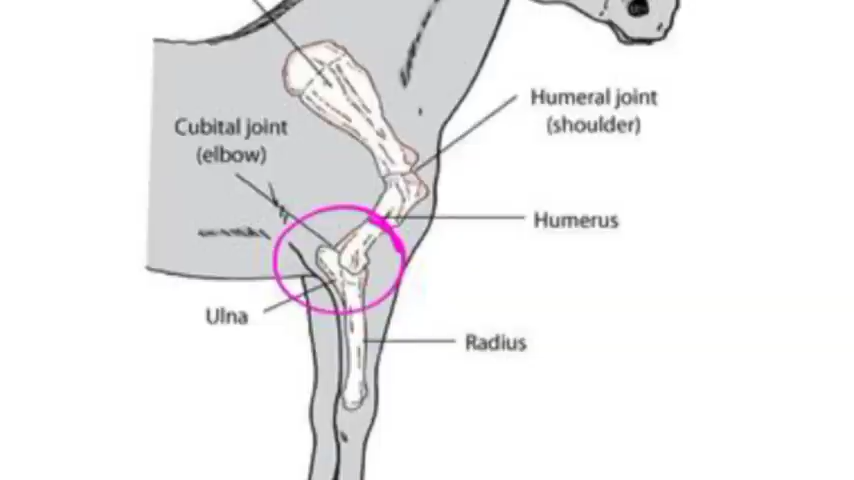 Humeral joint
(shoulder)
Cubital joint
(elbow)
Humerus
Ulna
Radius